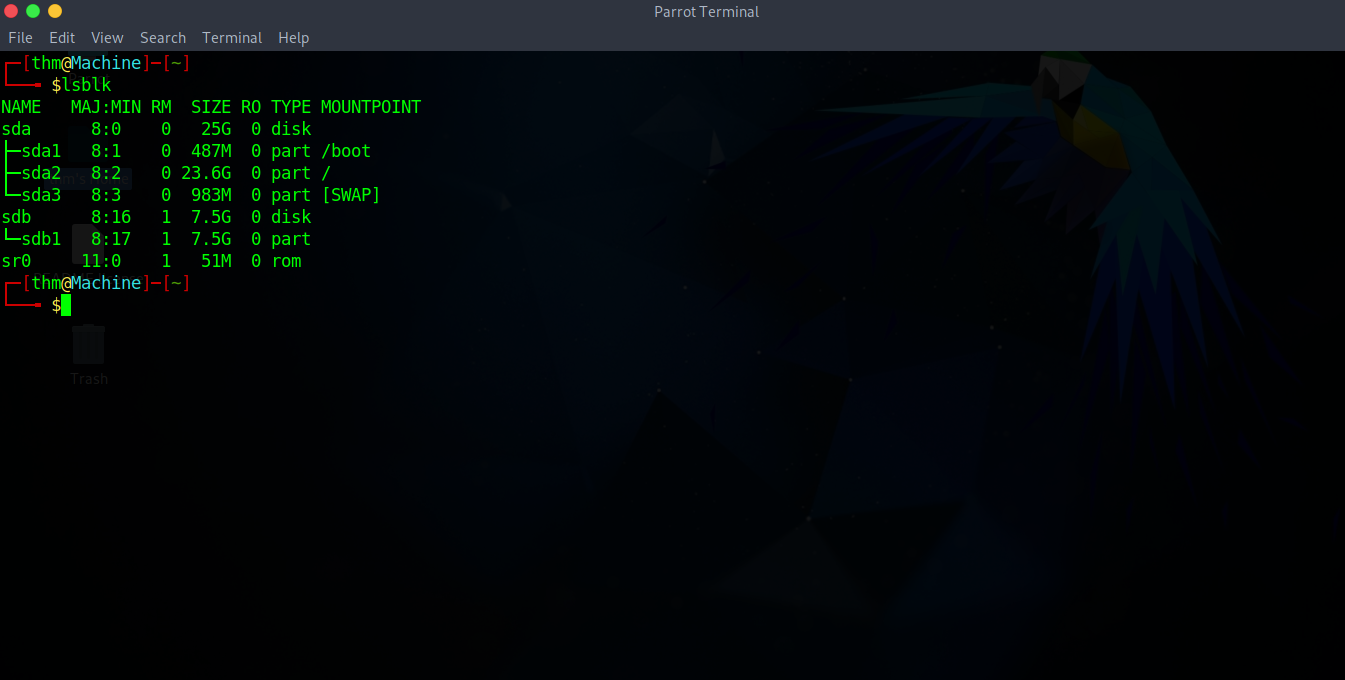 Parrot Terminal
File Edit View Search Terminal Help
┌─[thm@Machine]─[~]
└──╼ $lsblk
NAME   MAJ:MIN RM  SIZE RO TYPE MOUNTPOINT
sda      8:0    0   25G  0 disk
├─sda1   8:1    0  487M  0 part /boot
├─sda2   8:2    0 23.6G  0 part /
└─sda3   8:3    0  983M  0 part [SWAP]
sdb      8:16   1  7.5G  0 disk
└─sdb1   8:17   1  7.5G  0 part
sr0     11:0    1   51M  0 rom
┌─[thm@Machine]─[~]
└──╼ $
Trash